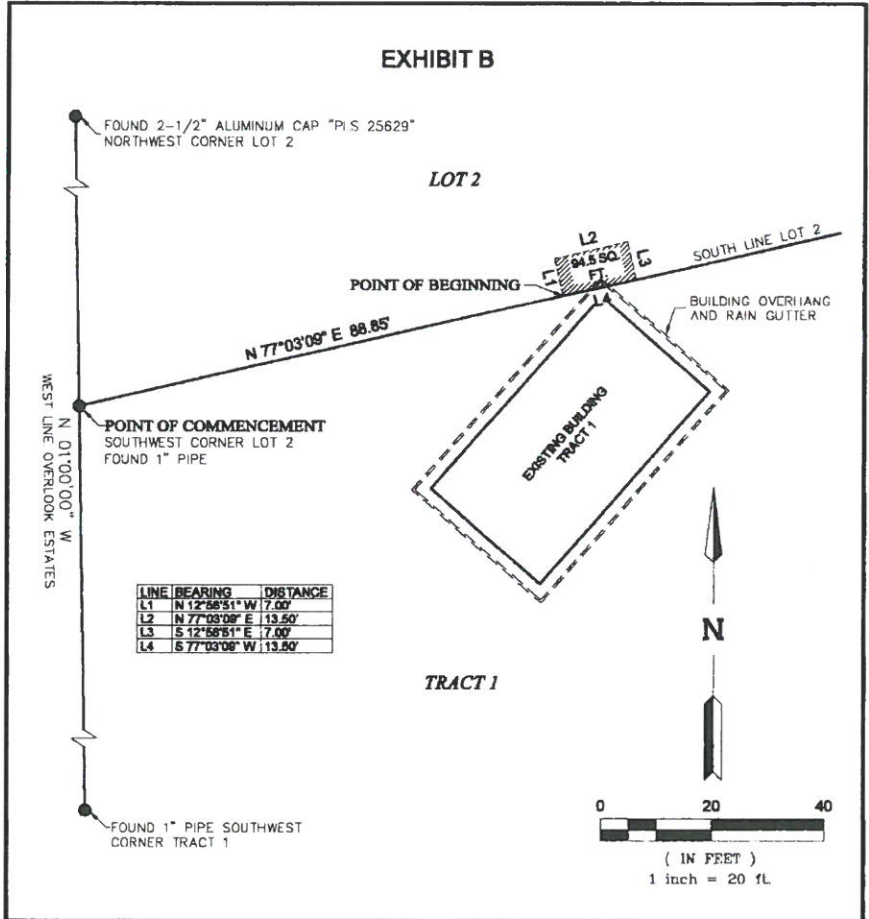 EXHIBIT B
FOUND 2-1/2" ALUMINUM CAP "PLS 25629"
NORTHWEST CORNER LOT 2
LOT 2
L2
L1
94.5 SQ.
FT.
L3
L4
SOUTH LINE LOT 2
POINT OF BEGINNING
BUILDING OVERHANG
AND RAIN GUTTER
N 77°03'09" E 88.85'
POINT OF COMMENCEMENT
SOUTHWEST CORNER LOT 2
FOUND 1" PIPE
N 01°00'00" W
WEST LINE OVERLOOK ESTATES
EXISTING BUILDING
TRACT 1
LINE BEARING DISTANCE
L1 N 12°56'51" W 7.00'
L2 N 77°03'09" E 13.50'
L3 S 12°56'51" E 7.00'
L4 S 77°03'09" W 13.50'
N
TRACT 1
FOUND 1" PIPE SOUTHWEST
CORNER TRACT 1
0 20 40
( IN FEET )
1 inch = 20 ft.